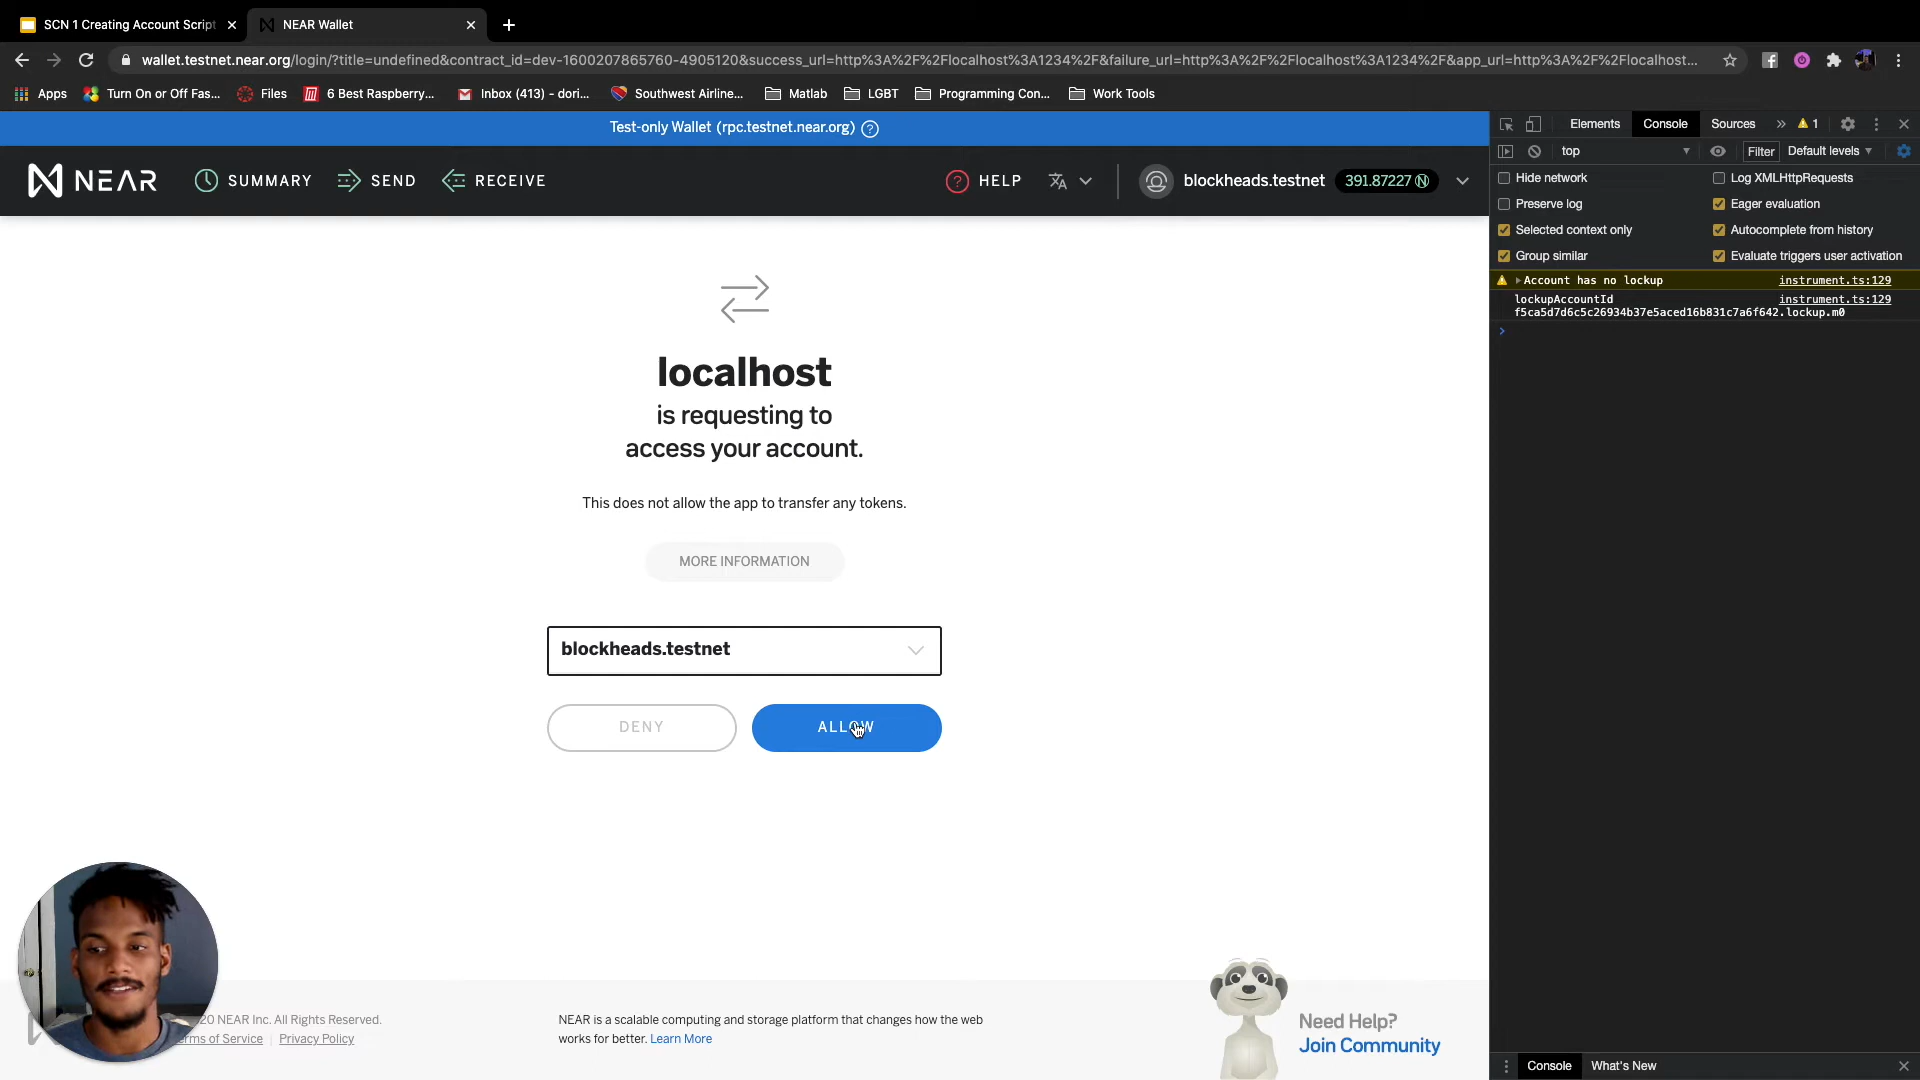 SCN 1 Creating Account Script
NEAR Wallet
wallet.testnet.near.org/login/?title=undefined&contract_id=dev-1600207865760-4905120&success_url=http%3A%2F%2Flocalhost%3A1234%2F&failure_url=http%3A%2F%2Flocalhost%3A1234%2F&app_url=http%3A%2F%2Flocalhost...
Apps
Turn On or Off Fas...
Files
6 Best Raspberry...
Inbox (413) - dori...
Southwest Airline...
Matlab
LGBT
Programming Con...
Work Tools
Test-only Wallet (rpc.testnet.near.org) ?
NEAR
SUMMARY
SEND
RECEIVE
? HELP
blockheads.testnet
391.87227 Ⓝ
localhost
is requesting to
access your account.
This does not allow the app to transfer any tokens.
MORE INFORMATION
blockheads.testnet
DENY
ALLOW
20 NEAR Inc. All Rights Reserved.
erms of Service | Privacy Policy
NEAR is a scalable computing and storage platform that changes how the web
works for better. Learn More
Need Help?
Join Community
Elements
Console
Sources
» 1
top
Filter
Default levels
Hide network
Log XMLHttpRequests
Preserve log
Eager evaluation
Selected context only
Autocomplete from history
Group similar
Evaluate triggers user activation
Account has no lockup
instrument.ts:129
lockupAccountId
instrument.ts:129
f5ca5d7d6c5c26934b37e5aced16b831c7a6f642.lockup.m0
Console
What's New